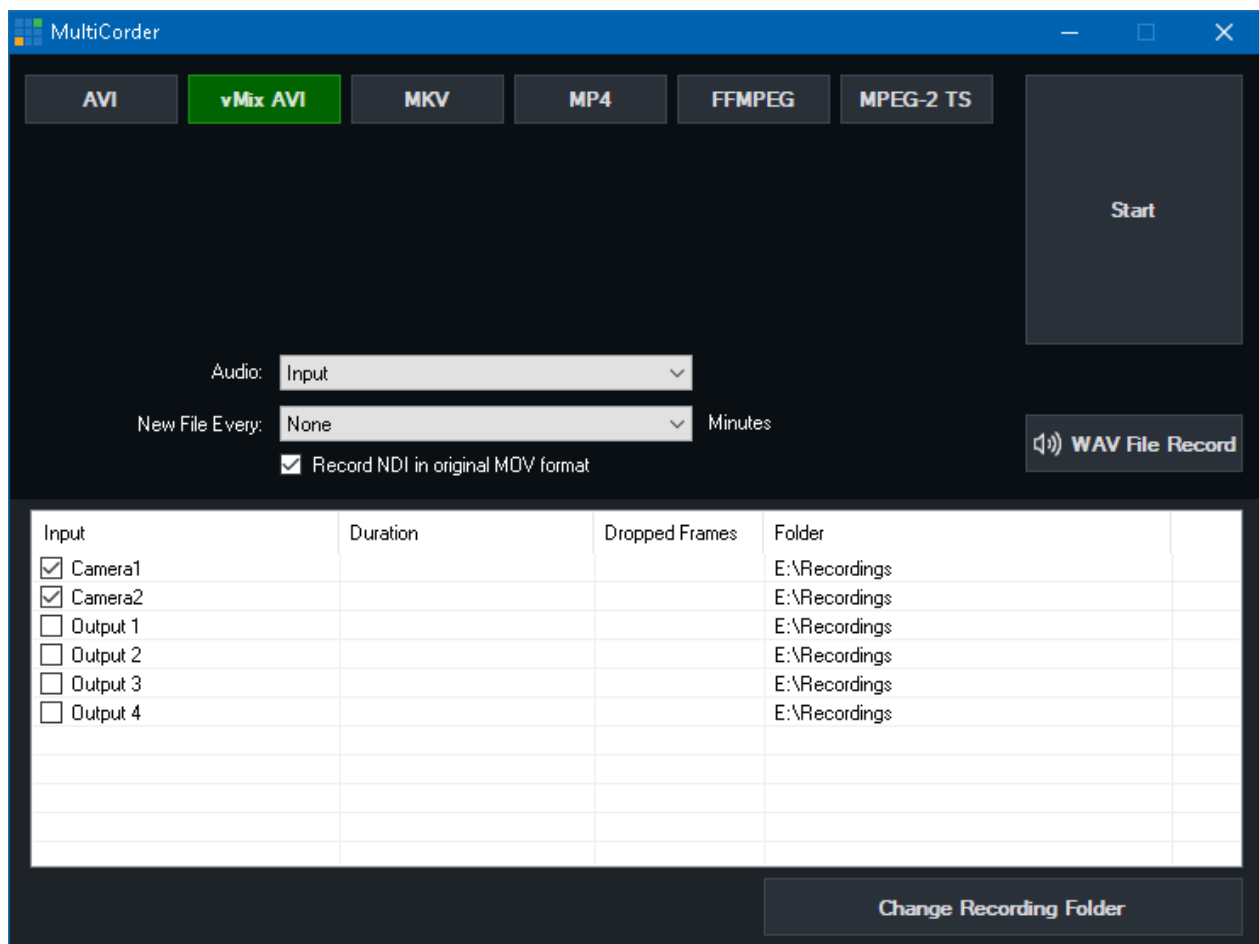 MultiCorder
AVI vMix AVI MKV MP4 FFMPEG MPEG-2 TS
Start
Audio: Input
New File Every: None Minutes
Record NDI in original MOV format
WAV File Record
Input Duration Dropped Frames Folder
Camera1 E:\Recordings
Camera2 E:\Recordings
Output 1 E:\Recordings
Output 2 E:\Recordings
Output 3 E:\Recordings
Output 4 E:\Recordings
Change Recording Folder